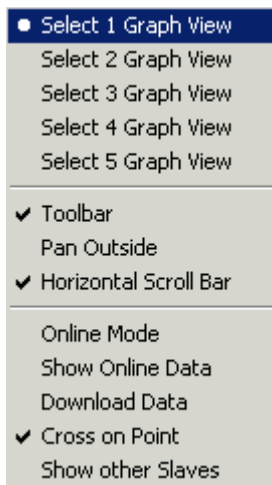 Select 1 Graph View
Select 2 Graph View
Select 3 Graph View
Select 4 Graph View
Select 5 Graph View
Toolbar
Pan Outside
Horizontal Scroll Bar
Online Mode
Show Online Data
Download Data
Cross on Point
Show other Slaves